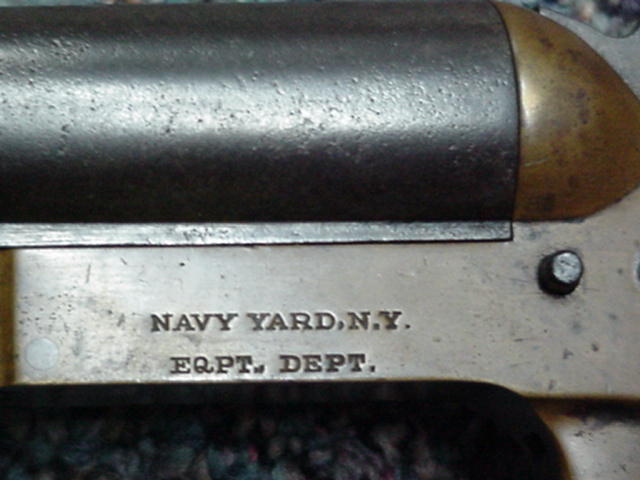 NAVY YARD, N.Y.
EQPT. DEPT.